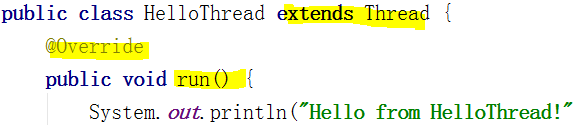 public class HelloThread extends Thread {
@Override
public void run() {
System.out.println("Hello from HelloThread!"